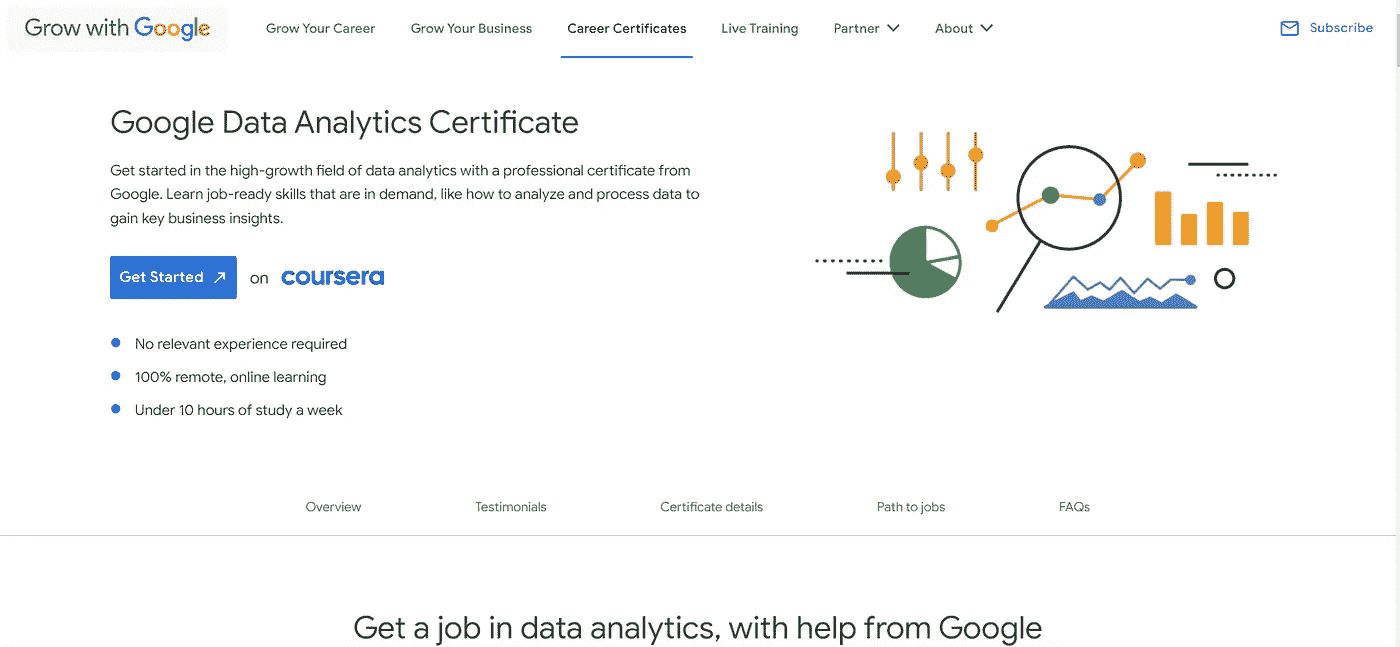 Grow with Google
Grow Your Career
Grow Your Business
Career Certificates
Live Training
Partner
About
Subscribe
Google Data Analytics Certificate
Get started in the high-growth field of data analytics with a professional certificate from
Google. Learn job-ready skills that are in demand, like how to analyze and process data to
gain key business insights.
Get Started
on
coursera
No relevant experience required
100% remote, online learning
Under 10 hours of study a week
Overview
Testimonials
Certificate details
Path to jobs
FAQs
Get a job in data analytics, with help from Google